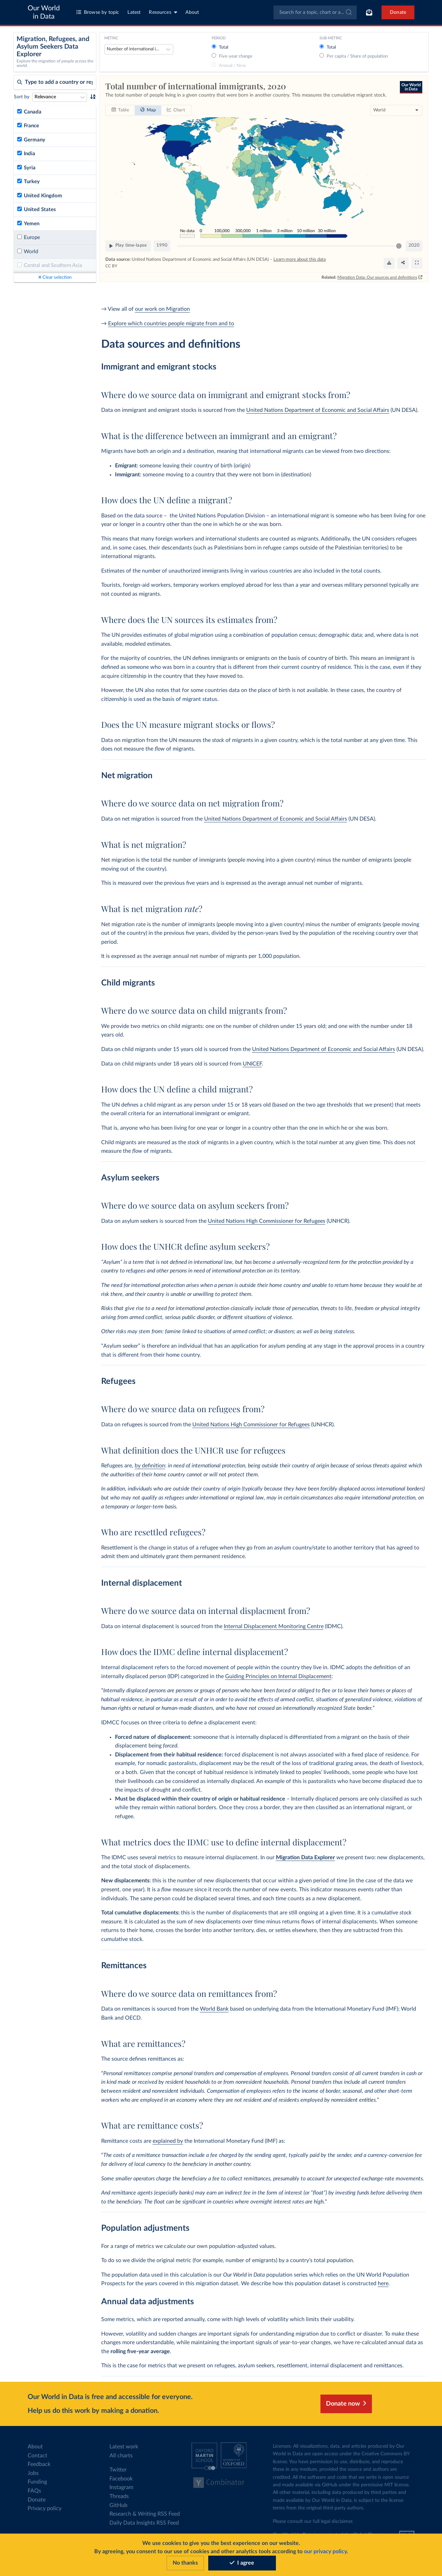 Our World
in Data
Browse by topic
Latest
Resources
About
Search for a topic, chart or a...
Donate
Migration, Refugees, and
Asylum Seekers Data
Explorer
Explore the migration of people across the
world.
Type to add a country or reg
Sort by
Relevance
Canada
France
Germany
India
Syria
Turkey
United Kingdom
United States
Yemen
Europe
World
Central and Southern Asia
Clear selection
METRIC
Number of international i...
PERIOD
Total
Five-year change
Annual / New
SUB-METRIC
Total
Per capita / Share of population
Total number of international immigrants, 2020
The total number of people living in a given country that were born in another country. This measures the cumulative migrant stock.
Our World
in Data
Table
Map
Chart
World
No data
0
100,000
300,000
1 million
3 million
10 million
30 million
Play time-lapse
1990
2020
Data source: United Nations Department of Economic and Social Affairs (UN DESA) – Learn more about this data
CC BY
Related: Migration Data: Our sources and definitions
→ View all of our work on Migration
→ Explore which countries people migrate from and to
Data sources and definitions
Immigrant and emigrant stocks
Where do we source data on immigrant and emigrant stocks from?
Data on immigrant and emigrant stocks is sourced from the United Nations Department of Economic and Social Affairs (UN DESA).
What is the difference between an immigrant and an emigrant?
Migrants have both an origin and a destination, meaning that international migrants can be viewed from two directions:
Emigrant: someone leaving their country of birth (origin)
Immigrant: someone moving to a country that they were not born in (destination)
How does the UN define a migrant?
Based on the data source – the United Nations Population Division – an international migrant is someone who has been living for one
year or longer in a country other than the one in which he or she was born.
This means that many foreign workers and international students are counted as migrants. Additionally, the UN considers refugees
and, in some cases, their descendants (such as Palestinians born in refugee camps outside of the Palestinian territories) to be
international migrants.
Estimates of the number of unauthorized immigrants living in various countries are also included in the total counts.
Tourists, foreign-aid workers, temporary workers employed abroad for less than a year and overseas military personnel typically are
not counted as migrants.
Where does the UN sources its estimates from?
The UN provides estimates of global migration using a combination of population census; demographic data; and, where data is not
available, modeled estimates.
For the majority of countries, the UN defines immigrants or emigrants on the basis of country of birth. This means an immigrant is
defined as someone who was born in a country that is different from their current country of residence. This is the case, even if they
acquire citizenship in the country that they have moved to.
However, the UN also notes that for some countries data on the place of birth is not available. In these cases, the country of
citizenship is used as the basis of migrant status.
Does the UN measure migrant stocks or flows?
Data on migration from the UN measures the stock of migrants in a given country, which is the total number at any given time. This
does not measure the flow of migrants.
Net migration
Where do we source data on net migration from?
Data on net migration is sourced from the United Nations Department of Economic and Social Affairs (UN DESA).
What is net migration?
Net migration is the total the number of immigrants (people moving into a given country) minus the number of emigrants (people
moving out of the country).
This is measured over the previous five years and is expressed as the average annual net number of migrants.
What is net migration rate?
Net migration rate is the number of immigrants (people moving into a given country) minus the number of emigrants (people moving
out of the country) in the previous five years, divided by the person-years lived by the population of the receiving country over that
period.
It is expressed as the average annual net number of migrants per 1,000 population.
Child migrants
Where do we source data on child migrants from?
We provide two metrics on child migrants: one on the number of children under 15 years old; and one with the number under 18
years old.
Data on child migrants under 15 years old is sourced from the United Nations Department of Economic and Social Affairs (UN DESA).
Data on child migrants under 18 years old is sourced from UNICEF.
How does the UN define a child migrant?
The UN defines a child migrant as any person under 15 or 18 years old (based on the two age thresholds that we present) that meets
the overall criteria for an international immigrant or emigrant.
That is, anyone who has been living for one year or longer in a country other than the one in which he or she was born.
Child migrants are measured as the stock of migrants in a given country, which is the total number at any given time. This does not
measure the flow of migrants.
Asylum seekers
Where do we source data on asylum seekers from?
Data on asylum seekers is sourced from the United Nations High Commissioner for Refugees (UNHCR).
How does the UNHCR define asylum seekers?
"Asylum" is a term that is not defined in international law, but has become a universally-recognized term for the protection provided by a
country to refugees and other persons in need of international protection on its territory.
The need for international protection arises when a person is outside their home country and unable to return home because they would be at
risk there, and their country is unable or unwilling to protect them.
Risks that give rise to a need for international protection classically include those of persecution, threats to life, freedom or physical integrity
arising from armed conflict, serious public disorder, or different situations of violence.
Other risks may stem from: famine linked to situations of armed conflict; or disasters; as well as being stateless.
"Asylum seeker" is therefore an individual that has an application for asylum pending at any stage in the approval process in a country
that is different from their home country.
Refugees
Where do we source data on refugees from?
Data on refugees is sourced from the United Nations High Commissioner for Refugees (UNHCR).
What definition does the UNHCR use for refugees
Refugees are, by definition: in need of international protection, being outside their country of origin because of serious threats against which
the authorities of their home country cannot or will not protect them.
In addition, individuals who are outside their country of origin (typically because they have been forcibly displaced across international borders)
but who may not qualify as refugees under international or regional law, may in certain circumstances also require international protection, on
a temporary or longer-term basis.
Who are resettled refugees?
Resettlement is the change in status of a refugee when they go from an asylum country/state to another territory that has agreed to
admit them and ultimately grant them permanent residence.
Internal displacement
Where do we source data on internal displacment from?
Data on internal displacement is sourced from the Internal Displacement Monitoring Centre (IDMC).
How does the IDMC define internal displacement?
Internal displacement refers to the forced movement of people within the country they live in. IDMC adopts the definition of an
internally displaced person (IDP) categorized in the Guiding Principles on Internal Displacement:
"Internally displaced persons are persons or groups of persons who have been forced or obliged to flee or to leave their homes or places of
habitual residence, in particular as a result of or in order to avoid the effects of armed conflict, situations of generalized violence, violations of
human rights or natural or human-made disasters, and who have not crossed an internationally recognized State border."
IDMCC focuses on three criteria to define a displacement event:
Forced nature of displacement: someone that is internally displaced is differentiated from a migrant on the basis of their
displacement being forced.
Displacement from their habitual residence: forced displacement is not always associated with a fixed place of residence. For
example, for nomadic pastoralists, displacement may be the result of the loss of traditional grazing areas, the death of livestock,
or a both. Given that the concept of habitual residence is intimately linked to peoples' livelihoods, some people who have lost
their livelihoods can be considered as internally displaced. An example of this is pastoralists who have become displaced due to
the impacts of drought and conflict.
Must be displaced within their country of origin or habitual residence – Internally displaced persons are only classified as such
while they remain within national borders. Once they cross a border, they are then classified as an international migrant, or
refugee.
What metrics does the IDMC use to define internal displacement?
The IDMC uses several metrics to measure internal displacement. In our Migration Data Explorer we present two: new displacements,
and the total stock of displacements.
New displacements: this is the number of new displacements that occur within a given period of time (in the case of the data we
present, one year). It is a flow measure since it records the number of new displacements. This indicator measures events rather than
individuals. The same person could be displaced several times, and each time counts as a new displacement.
Total cumulative displacements: this is the number of displacements that are still ongoing at a given time. It is a cumulative stock
measure. It is calculated as the sum of new displacements over time minus returns flows of internal displacements. When someone
returns to their home, crosses the border into another territory, dies, or settles elsewhere, then they are subtracted from this
cumulative stock.
Remittances
Where do we source data on remittances from?
Data on remittances is sourced from the World Bank based on underlying data from the International Monetary Fund (IMF); World
Bank and OECD.
What are remittances?
The source defines remittances as:
"Personal remittances comprise personal transfers and compensation of employees. Personal transfers consist of all current transfers in cash or
in kind made or received by resident households to or from nonresident households. Personal transfers thus include all current transfers
between resident and nonresident individuals. Compensation of employees refers to the income of border, seasonal, and other short-term
workers who are employed in an economy where they are not resident and of residents employed by nonresident entities."
What are remittance costs?
Remittance costs are explained by the International Monetary Fund (IMF) as:
"The costs of a remittance transaction include a fee charged by the sending agent, typically paid by the sender, and a currency-conversion fee
for delivery of local currency to the beneficiary in another country.
Some smaller operators charge the beneficiary a fee to collect remittances, presumably to account for unexpected exchange-rate movements.
And remittance agents (especially banks) may earn an indirect fee in the form of interest (or "float") by investing funds before delivering them
to the beneficiary. The float can be significant in countries where overnight interest rates are high."
Population adjustments
For a range of metrics we calculate our own population-adjusted values.
To do so we divide the original metric (for example, number of emigrants) by a country's total population.
The population data used in this calculation is our Our World in Data population series which relies on the UN World Population
Prospects for the years covered in this migration dataset. We describe how this population dataset is constructed here.
Annual data adjustments
Some metrics, which are reported annually, come with high levels of volatility which limits their usability.
However, volatility and sudden changes are important signals for understanding migration due to conflict or disaster. To make these
changes more understandable, while maintaining the important signals of year-to-year changes, we have re-calculated annual data as
the rolling five-year average.
This is the case for metrics that we present on refugees, asylum seekers, resettlement, internal displacement and remittances.
Our World in Data is free and accessible for everyone.
Help us do this work by making a donation.
Donate now
About
Contact
Feedback
Jobs
Funding
FAQs
Donate
Privacy policy
Latest work
All charts
Twitter
Facebook
Instagram
Threads
GitHub
Research & Writing RSS Feed
Daily Data Insights RSS Feed
OXFORD
MARTIN
SCHOOL
UNIVERSITY OF
OXFORD
Y Combinator
Licenses: All visualizations, data, and articles produced by Our
World in Data are open access under the Creative Commons BY
license. You have permission to use, distribute, and reproduce
these in any medium, provided the source and authors are
credited. All the software and code that we write is open source
and made available via GitHub under the permissive MIT license.
All other material, including data produced by third parties and
made available by Our World in Data, is subject to the license
terms from the original third-party authors.
Please consult our full legal disclaimer.
We use cookies to give you the best experience on our website.
By agreeing, you consent to our use of cookies and other analytics tools according to our privacy policy.
No thanks
I agree